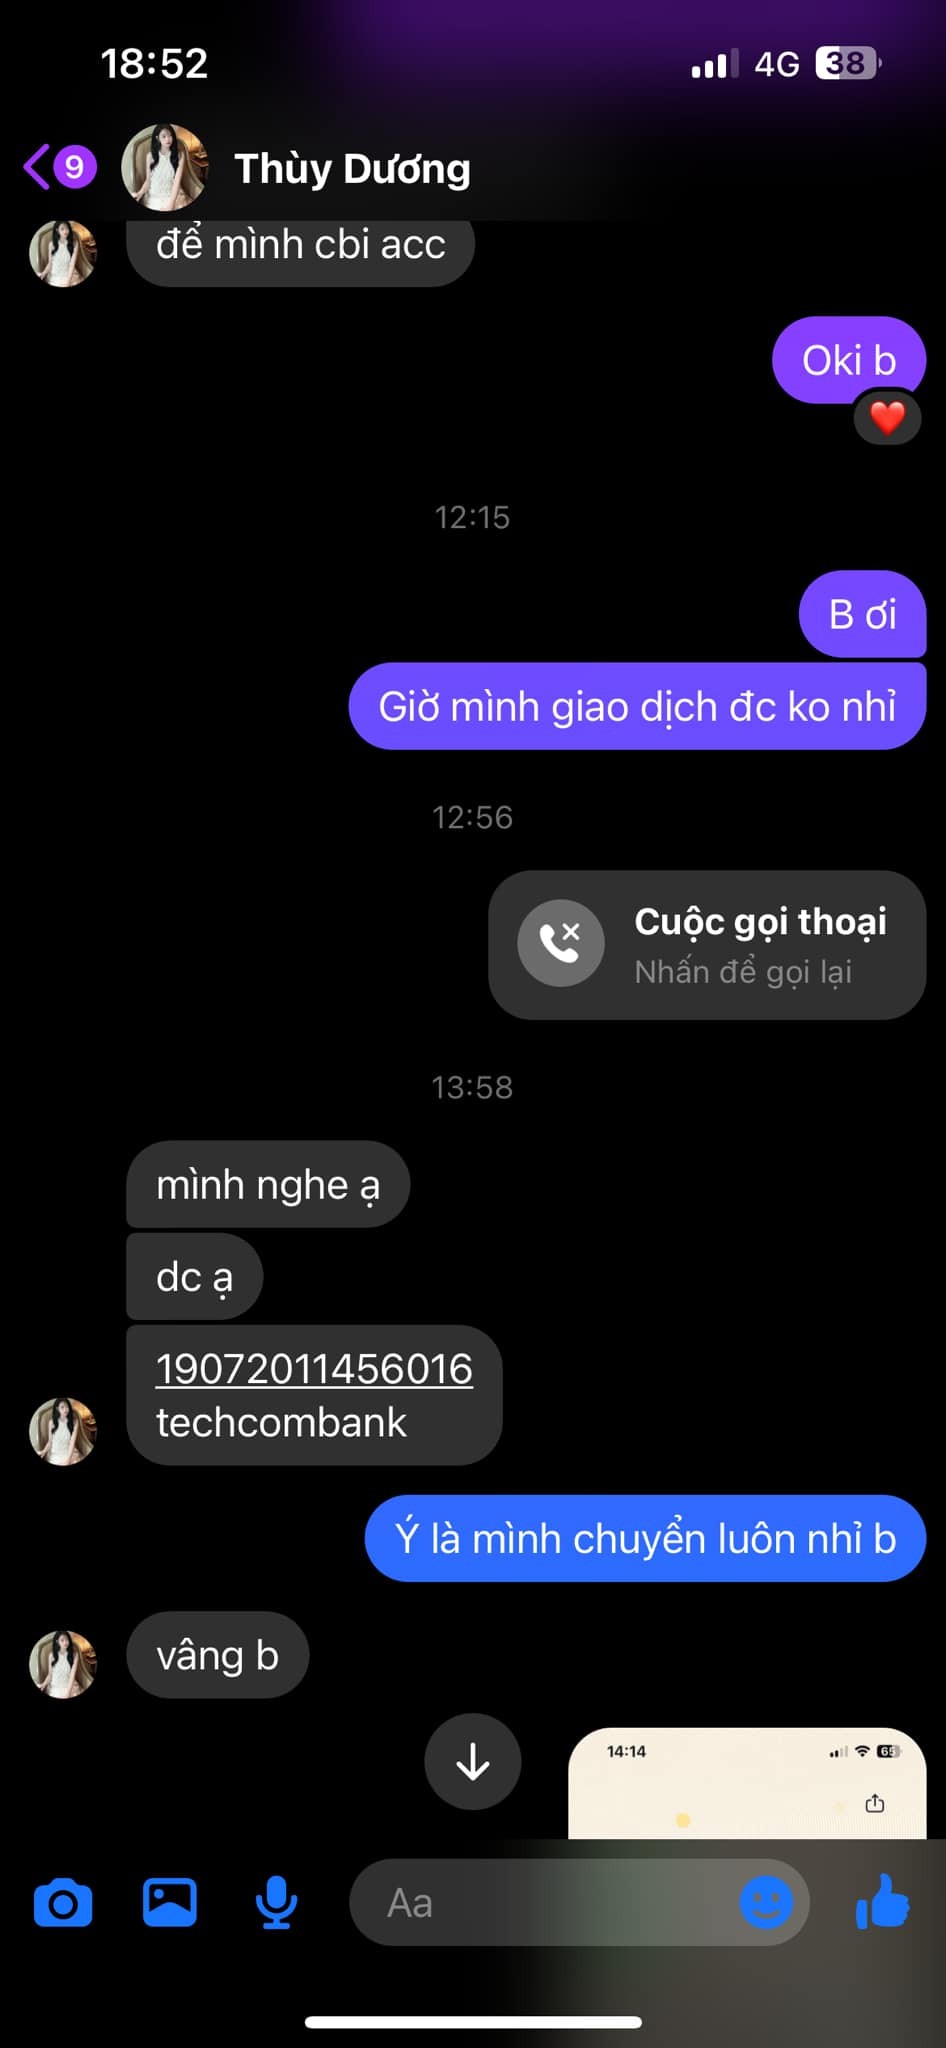 18:52
4G
38
9
Thùy Dương
để mình cbi acc
Oki b
12:15
B ơi
Giờ mình giao dịch đc ko nhỉ
12:56
Cuộc gọi thoại
Nhấn để gọi lại
13:58
mình nghe ạ
dc ạ
19072011456016
techcombank
Ý là mình chuyển luôn nhỉ b
vâng b
14:14
Aa